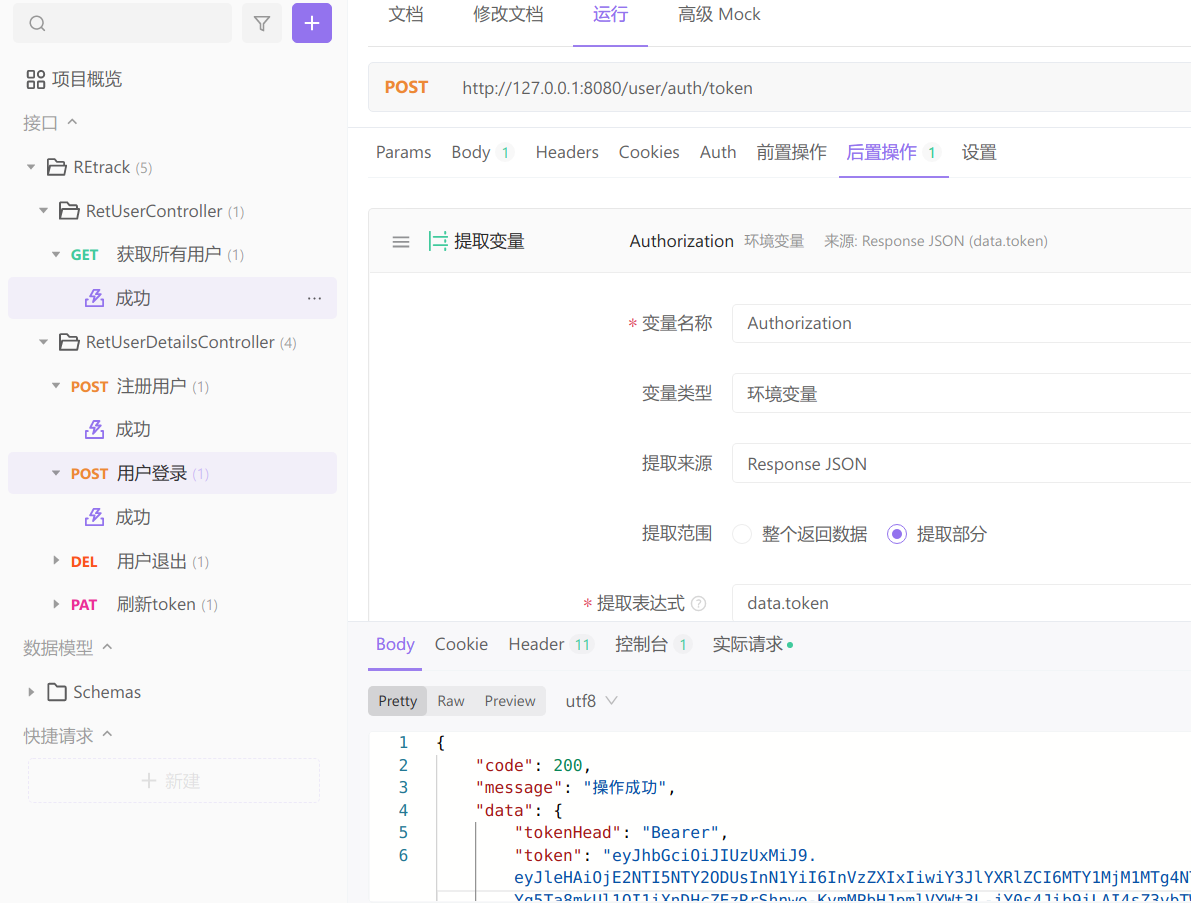 项目概览
接口
REtrack (5)
RetUserController (1)
GET 获取所有用户 (1)
成功 ...
RetUserDetailsController (4)
POST 注册用户 (1)
成功
POST 用户登录 (1)
成功
DEL 用户退出 (1)
PAT 刷新token (1)
数据模型
Schemas
快捷请求
+ 新建
文档 修改文档 运行 高级 Mock
POST http://127.0.0.1:8080/user/auth/token
Params Body 1 Headers Cookies Auth 前置操作 后置操作 1 设置
提取变量 Authorization 环境变量 来源: Response JSON (data.token)
* 变量名称 Authorization
变量类型 环境变量
提取来源 Response JSON
提取范围 整个返回数据 提取部分
* 提取表达式 ? data.token
Body Cookie Header 11 控制台 1 实际请求
Pretty Raw Preview utf8
1 {
2 "code": 200,
3 "message": "操作成功",
4 "data": {
5 "tokenHead": "Bearer",
6 "token": "eyJhbGciOiJIUzUxMiJ9.
eyJleHAiOjE2NTI5NTY2ODUsInN1YiI6InVzZXIxIiwiY3JlYXRlZCI6MTY1MjM1MTg4N